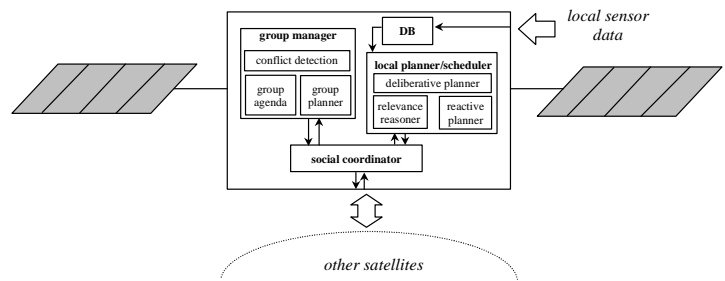 group manager
conflict detection
group
agenda
group
planner
DB
local planner/scheduler
deliberative planner
relevance
reasoner
reactive
planner
social coordinator
local sensor
data
other satellites